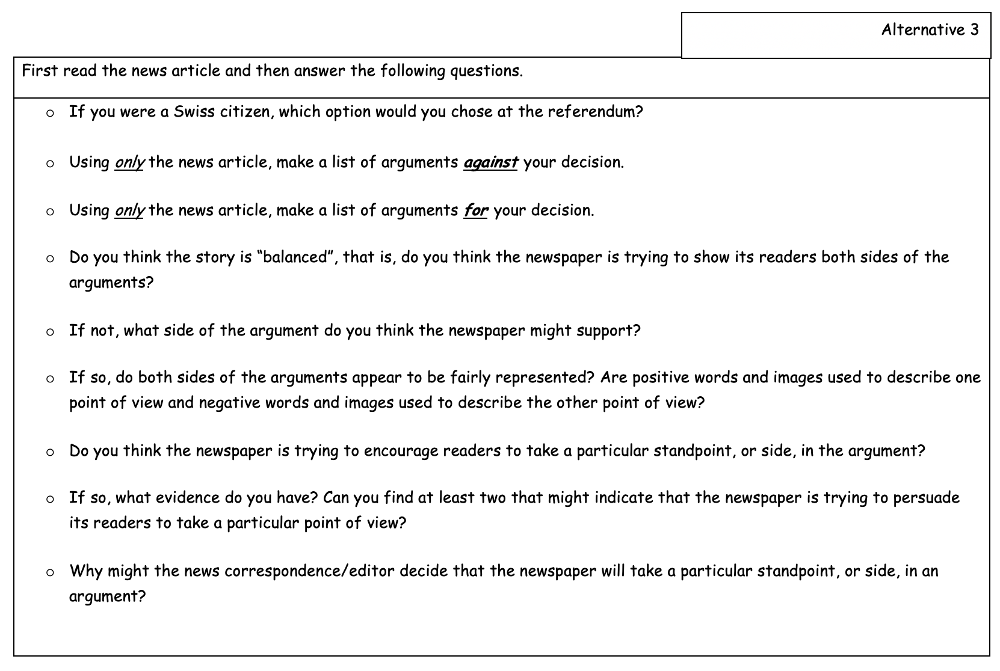 Alternative 3
First read the news article and then answer the following questions.
o If you were a Swiss citizen, which option would you chose at the referendum?
o Using only the news article, make a list of arguments against your decision.
o Using only the news article, make a list of arguments for your decision.
o Do you think the story is “balanced”, that is, do you think the newspaper is trying to show its readers both sides of the
arguments?
o If not, what side of the argument do you think the newspaper might support?
o If so, do both sides of the arguments appear to be fairly represented? Are positive words and images used to describe one
point of view and negative words and images used to describe the other point of view?
o Do you think the newspaper is trying to encourage readers to take a particular standpoint, or side, in the argument?
o If so, what evidence do you have? Can you find at least two that might indicate that the newspaper is trying to persuade
its readers to take a particular point of view?
o Why might the news correspondence/editor decide that the newspaper will take a particular standpoint, or side, in an
argument?